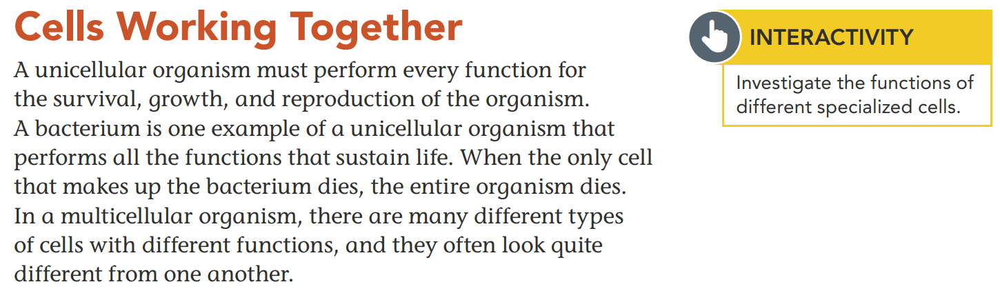 Cells Working Together
A unicellular organism must perform every function for
the survival, growth, and reproduction of the organism.
A bacterium is one example of a unicellular organism that
performs all the functions that sustain life. When the only cell
that makes up the bacterium dies, the entire organism dies.
In a multicellular organism, there are many different types
of cells with different functions, and they often look quite
different from one another.
INTERACTIVITY
Investigate the functions of
different specialized cells.